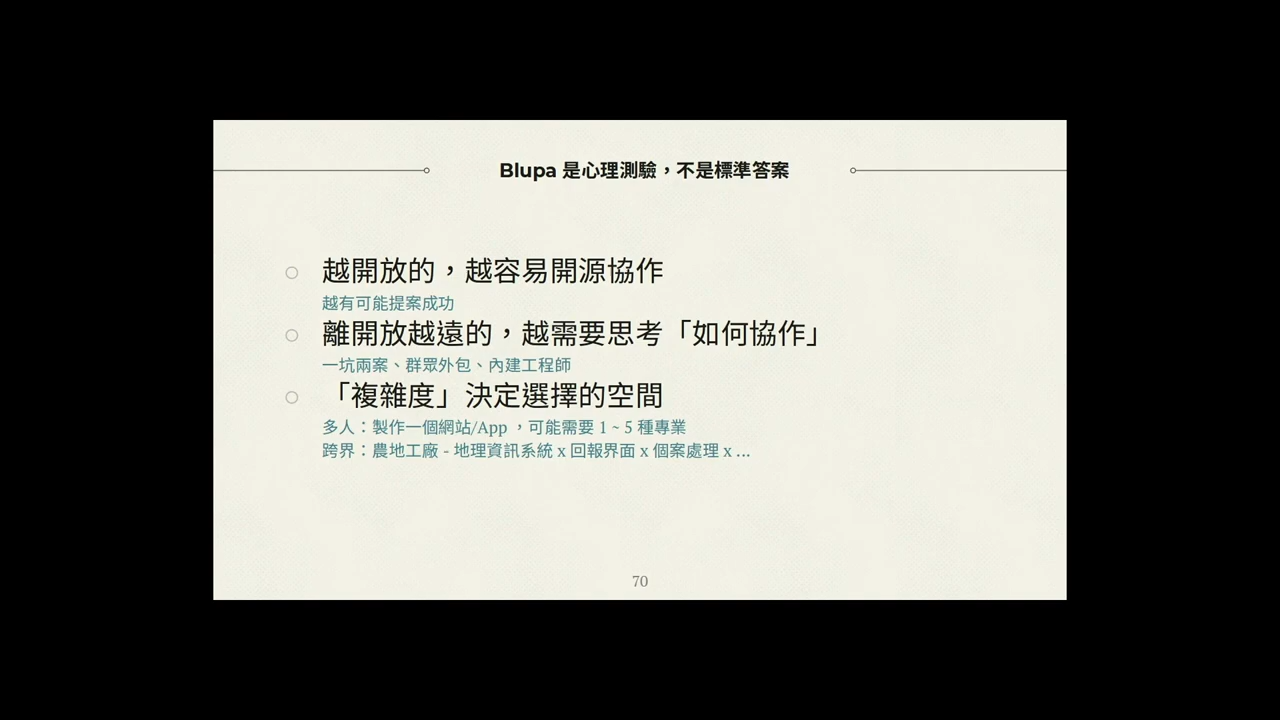 Blupa 是心理測驗，不是標準答案
越開放的，越容易開源協作
越有可能提案成功
離開放越遠的，越需要思考「如何協作」
一坑兩案、群眾外包、內建工程師
「複雜度」決定選擇的空間
多人：製作一個網站/App ，可能需要 1 ~ 5 種專業
跨界：農地工廠 - 地理資訊系統 x 回報界面 x 個案處理 x ...
70